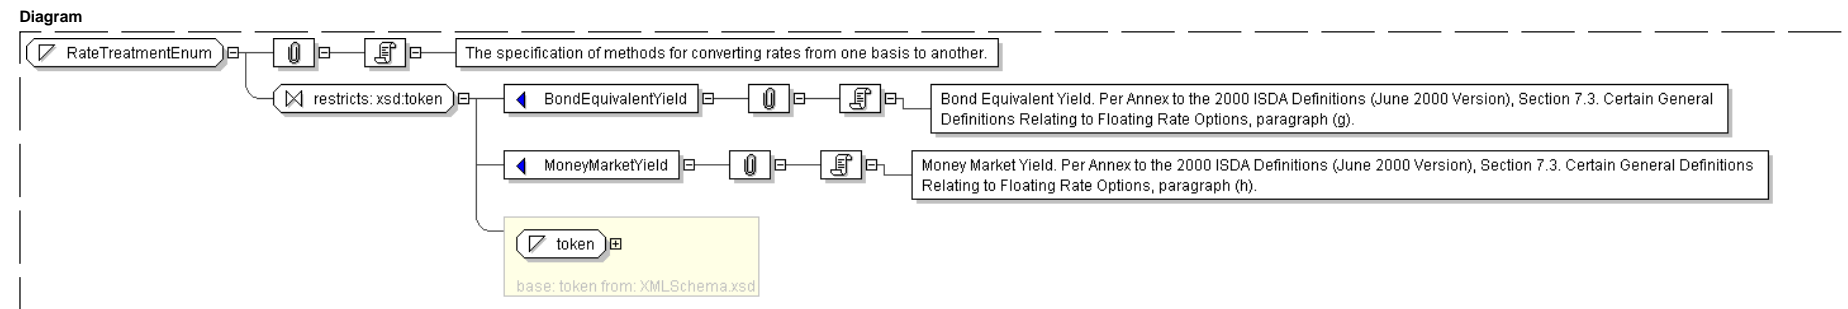 Diagram
RateTreatmentEnum
The specification of methods for converting rates from one basis to another.
restricts: xsd:token
BondEquivalentYield
Bond Equivalent Yield. Per Annex to the 2000 ISDA Definitions (June 2000 Version), Section 7.3. Certain General
Definitions Relating to Floating Rate Options, paragraph (g).
MoneyMarketYield
Money Market Yield. Per Annex to the 2000 ISDA Definitions (June 2000 Version), Section 7.3. Certain General Definitions
Relating to Floating Rate Options, paragraph (h).
token
base: token from: XMLSchema.xsd